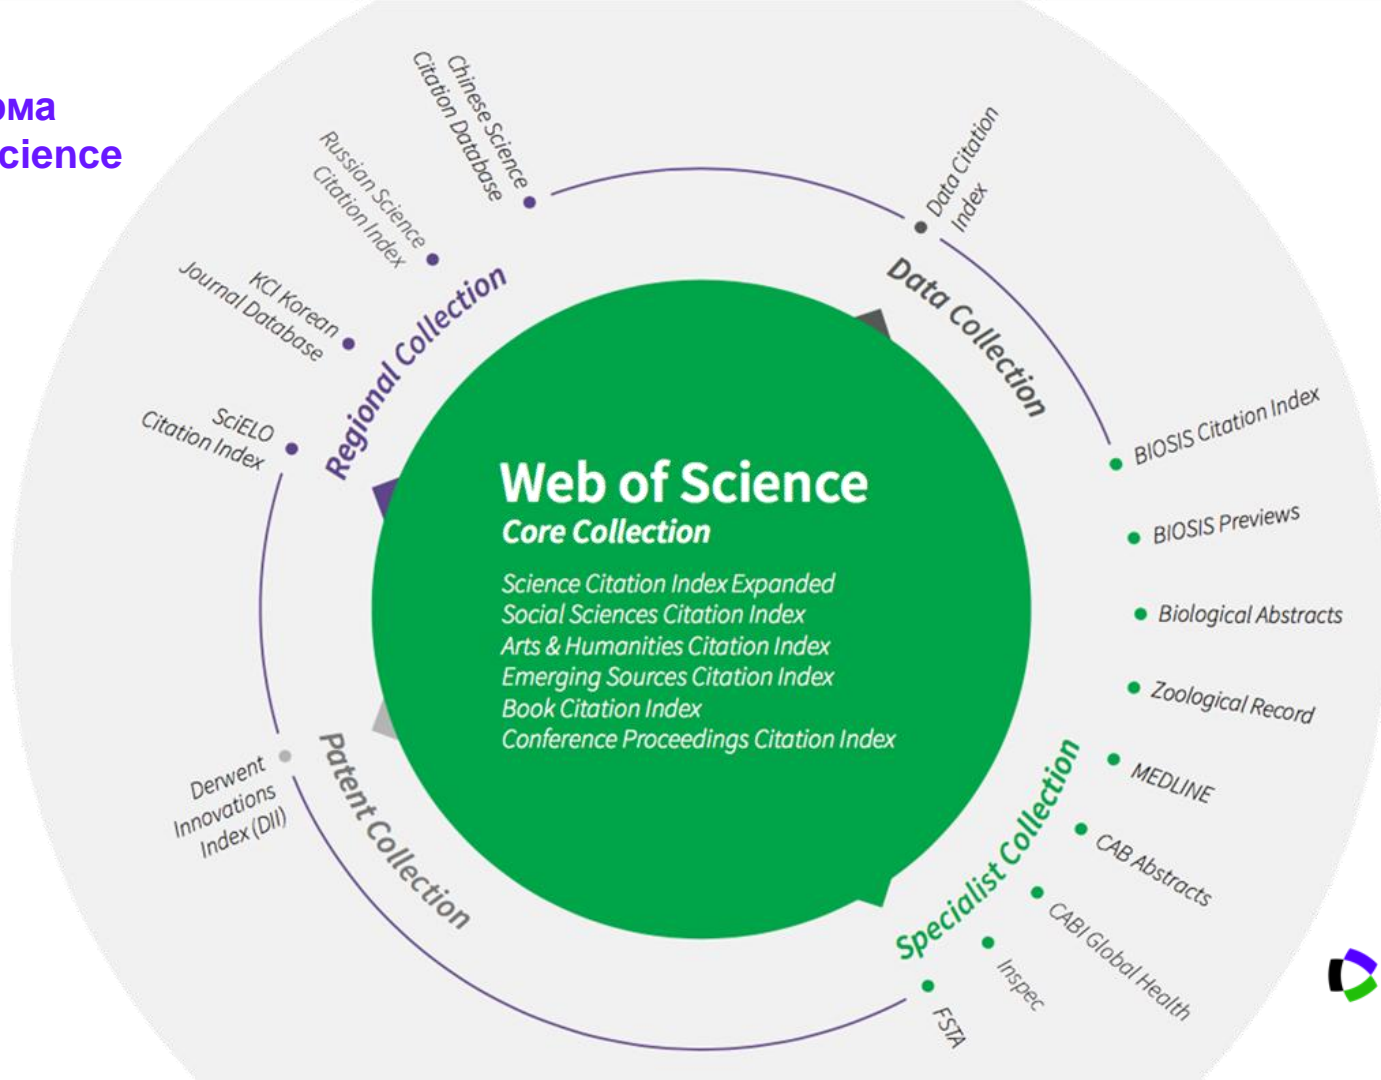 рма
cience
Chinese Science
Citation Database
Russian Science
Citation Index
KCI Korean
Journal Database
SciELO
Citation Index
Regional Collection
Data Citation
Index
Data Collection
Web of Science
Core Collection
Science Citation Index Expanded
Social Sciences Citation Index
Arts & Humanities Citation Index
Emerging Sources Citation Index
Book Citation Index
Conference Proceedings Citation Index
BIOSIS Citation Index
BIOSIS Previews
Biological Abstracts
Zoological Record
MEDLINE
CAB Abstracts
CABI Global Health
Inspec
FSTA
Specialist Collection
Patent Collection
Derwent
Innovations
Index (DII)